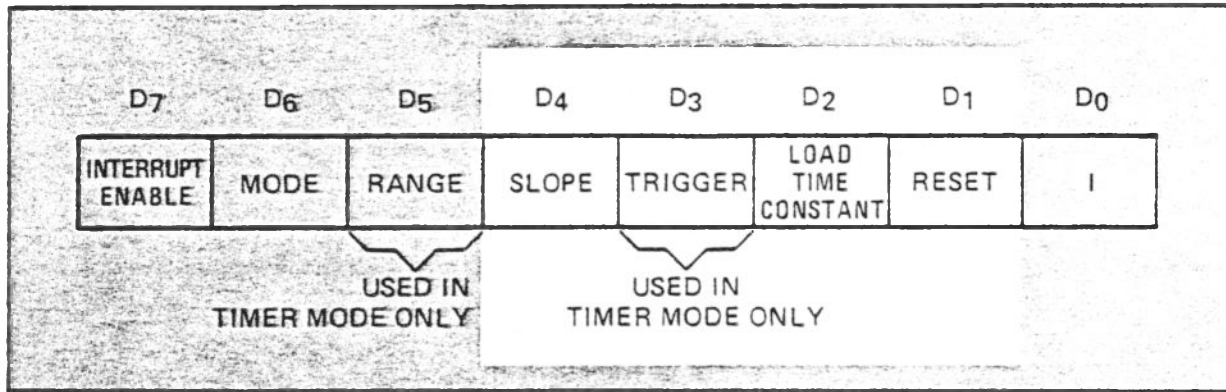 D7 D6 D5 D4 D3 D2 D1 D0
INTERRUPT ENABLE MODE RANGE SLOPE TRIGGER LOAD TIME CONSTANT RESET I
USED IN USED IN
TIMER MODE ONLY TIMER MODE ONLY